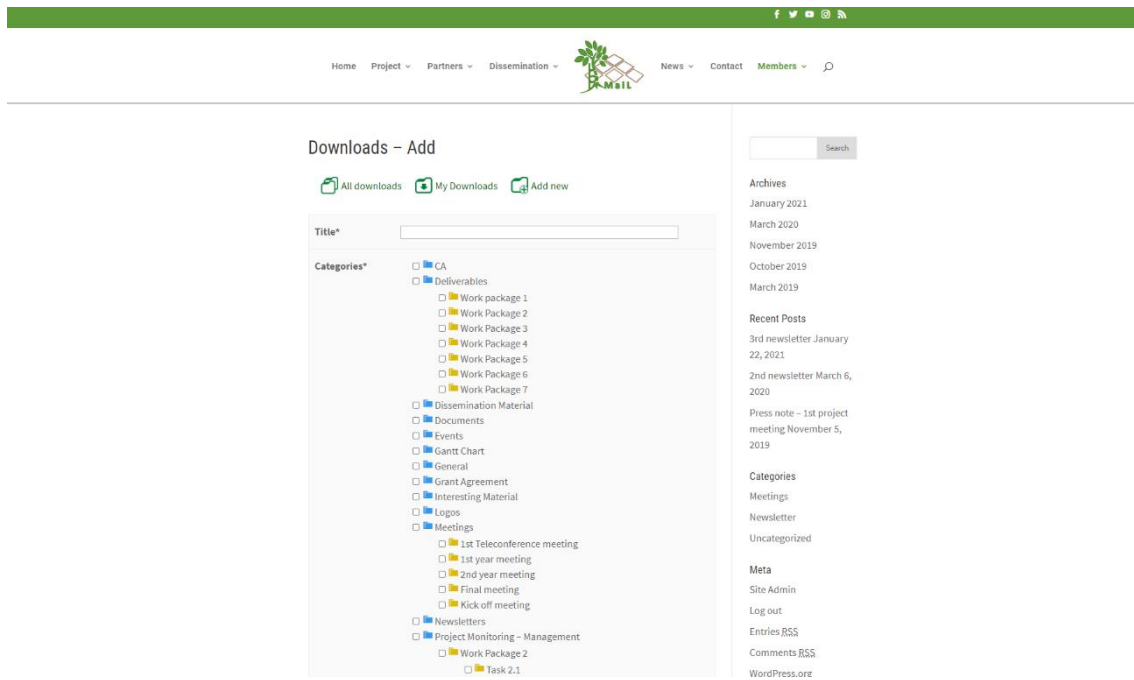 Home Project Partners Dissemination MaiL News Contact Members
Downloads – Add
All downloads My Downloads Add new
Title*
Categories*
CA
Deliverables
Work package 1
Work Package 2
Work Package 3
Work Package 4
Work Package 5
Work Package 6
Work Package 7
Dissemination Material
Documents
Events
Gantt Chart
General
Grant Agreement
Interesting Material
Logos
Meetings
1st Teleconference meeting
1st year meeting
2nd year meeting
Final meeting
Kick off meeting
Newsletters
Project Monitoring – Management
Work Package 2
Task 2.1
Search
Archives
January 2021
March 2020
November 2019
October 2019
March 2019
Recent Posts
3rd newsletter January
22, 2021
2nd newsletter March 6,
2020
Press note – 1st project
meeting November 5,
2019
Categories
Meetings
Newsletter
Uncategorized
Meta
Site Admin
Log out
Entries RSS
Comments RSS
WordPress.org